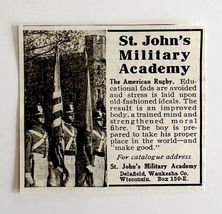 St. John's
Military
Academy
The American Rugby. Edu-
cational fads are avoided
and stress is laid upon
old-fashioned ideals. The
result is an improved
body, a trained mind and
strengthened moral
fibre. The boy is pre-
pared to take his proper
place in the world—and
"make good."
For catalogue address
St. John's Military Academy
Delafield, Waukesha Co.
Wisconsin. Box 150-E.